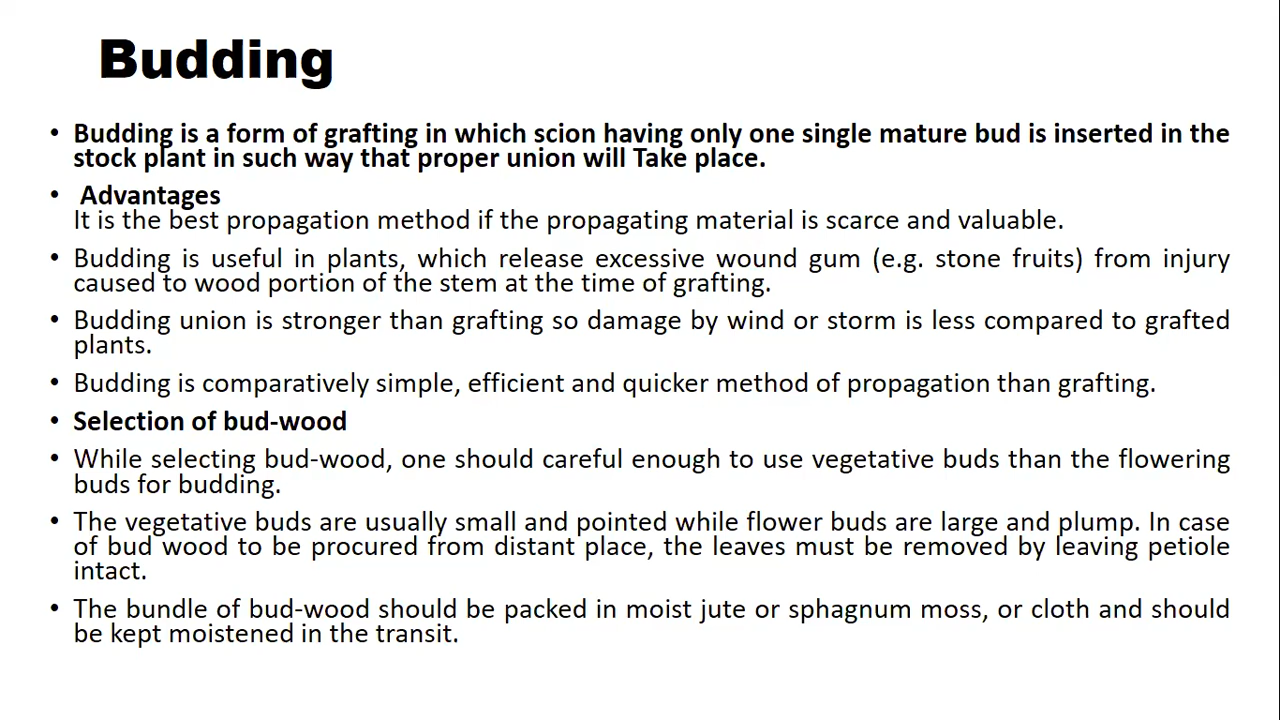 Budding
• Budding is a form of grafting in which scion having only one single mature bud is inserted in the
stock plant in such way that proper union will Take place.
• Advantages
It is the best propagation method if the propagating material is scarce and valuable.
• Budding is useful in plants, which release excessive wound gum (e.g. stone fruits) from injury
caused to wood portion of the stem at the time of grafting.
• Budding union is stronger than grafting so damage by wind or storm is less compared to grafted
plants.
• Budding is comparatively simple, efficient and quicker method of propagation than grafting.
• Selection of bud-wood
• While selecting bud-wood, one should careful enough to use vegetative buds than the flowering
buds for budding.
• The vegetative buds are usually small and pointed while flower buds are large and plump. In case
of bud wood to be procured from distant place, the leaves must be removed by leaving petiole
intact.
• The bundle of bud-wood should be packed in moist jute or sphagnum moss, or cloth and should
be kept moistened in the transit.